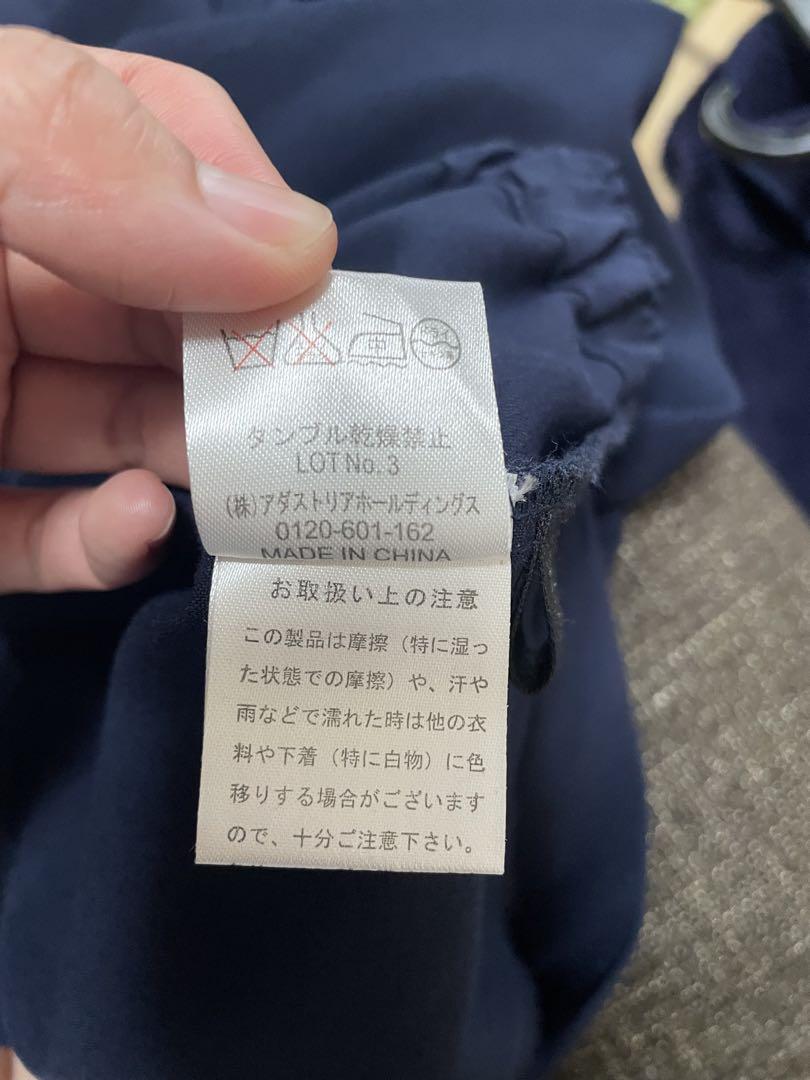 タンブル乾燥禁止
LOT No. 3
(株)アダストリアホールディングス
0120-601-162
MADE IN CHINA
お取扱い上の注意
この製品は摩擦（特に湿っ
た状態での摩擦）や、汗や
雨などで濡れた時は他の衣
料や下着（特に白物）に色
移りする場合がございます
ので、十分ご注意下さい。